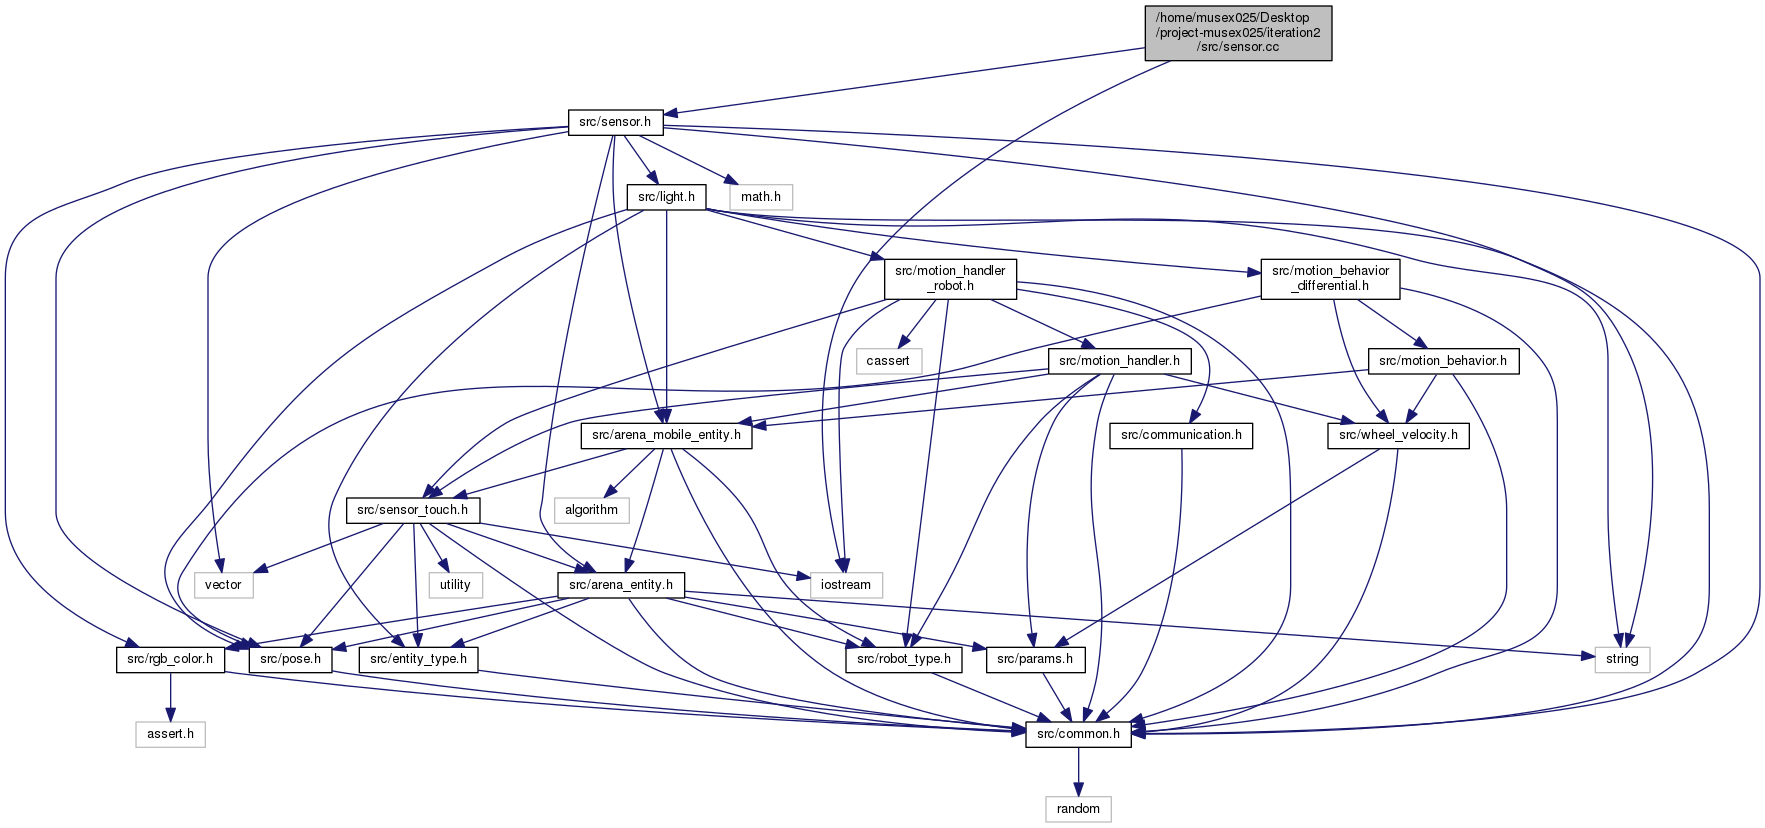 /home/musex025/Desktop
/project-musex025/iteration2
/src/sensor.cc
src/sensor.h
src/light.h
math.h
src/motion_handler
_robot.h
src/motion_behavior
_differential.h
cassert
src/motion_handler.h
src/motion_behavior.h
src/arena_mobile_entity.h
src/communication.h
src/wheel_velocity.h
src/sensor_touch.h
algorithm
vector
utility
src/arena_entity.h
iostream
src/rgb_color.h
src/pose.h
src/entity_type.h
src/robot_type.h
src/params.h
string
assert.h
src/common.h
random